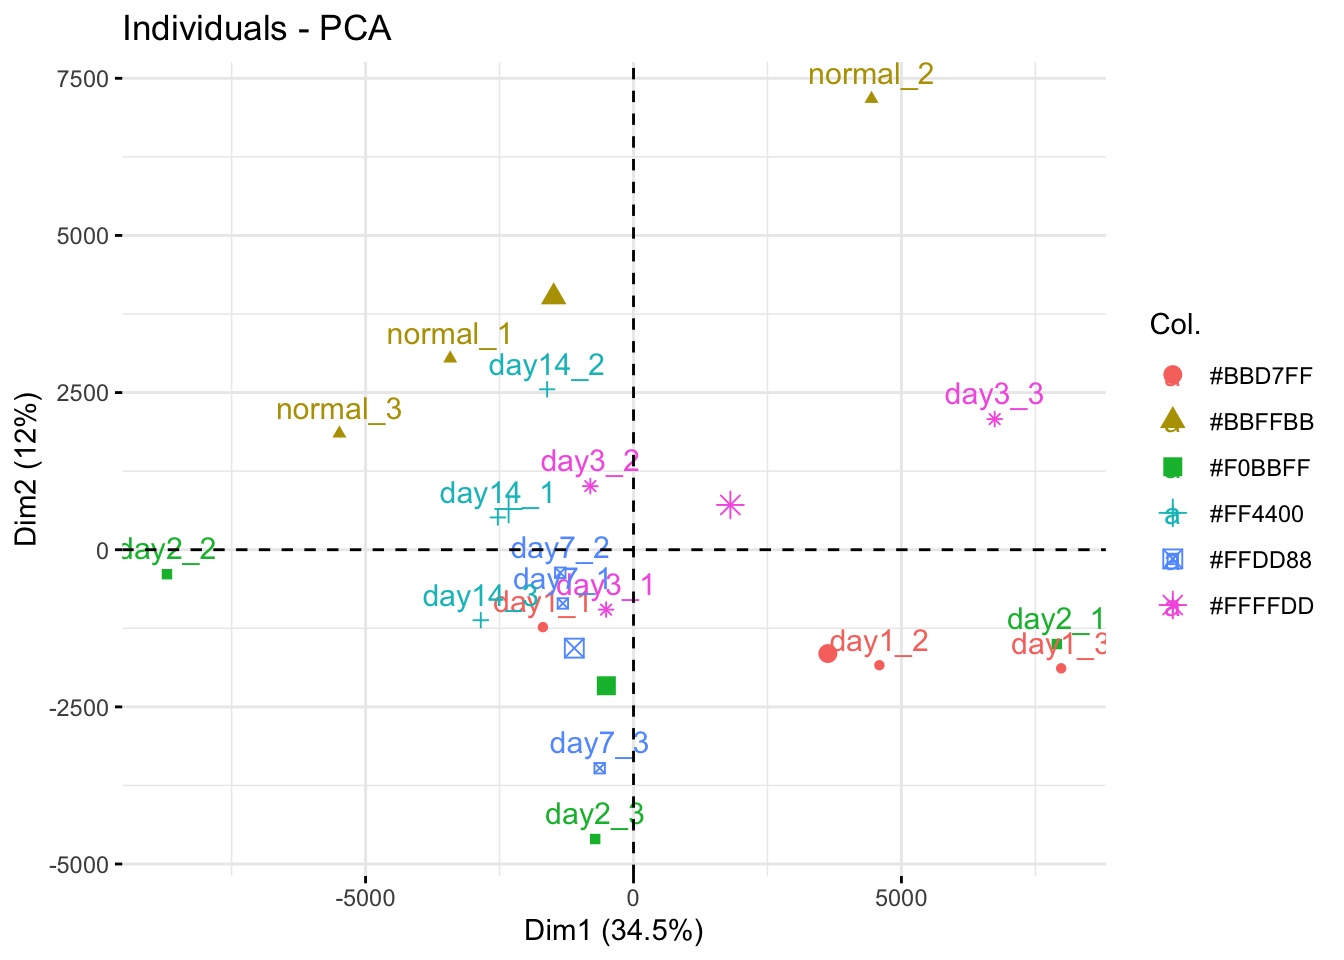 Individuals - PCA
7500
5000
2500
0
-2500
-5000
Dim2 (12%)
-5000
0
5000
Dim1 (34.5%)
normal_2
normal_1
day14_2
normal_3
day3_3
day3_2
day14_1
day2_2
day7_2
day7_1
day3_1
day14_3
day1_1
day2_1
day1_2
day1_3
day7_3
day2_3
Col.
a #BBD7FF
a #BBFFBB
a #F0BBFF
a #FF4400
a #FFDD88
a #FFFFDD